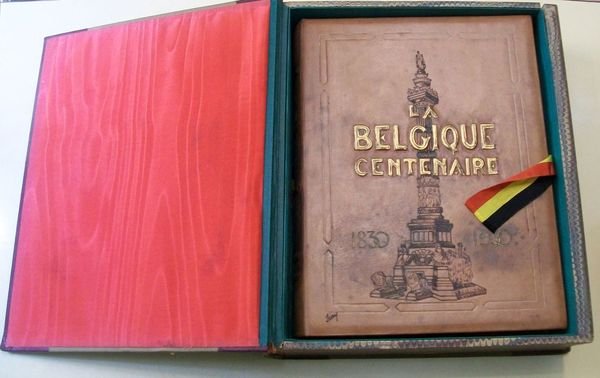 LA
BELGIQUE
CENTENAIRE
1830 1930